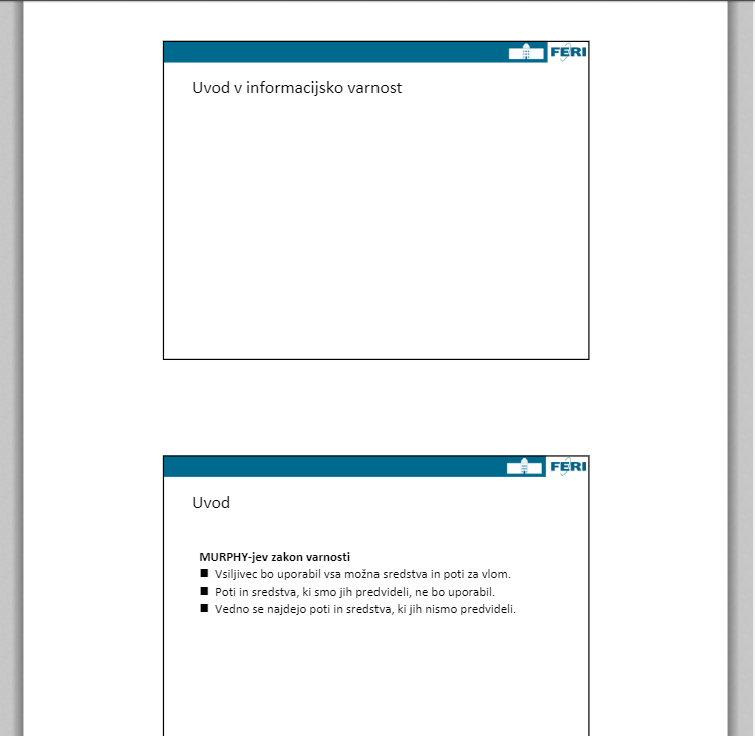 FERI
Uvod v informacijsko varnost
FERI
Uvod
MURPHY-jev zakon varnosti
■ Vsiljivec bo uporabil vsa možna sredstva in poti za vlom.
■ Poti in sredstva, ki smo jih predvideli, ne bo uporabil.
■ Vedno se najdejo poti in sredstva, ki jih nismo predvideli.